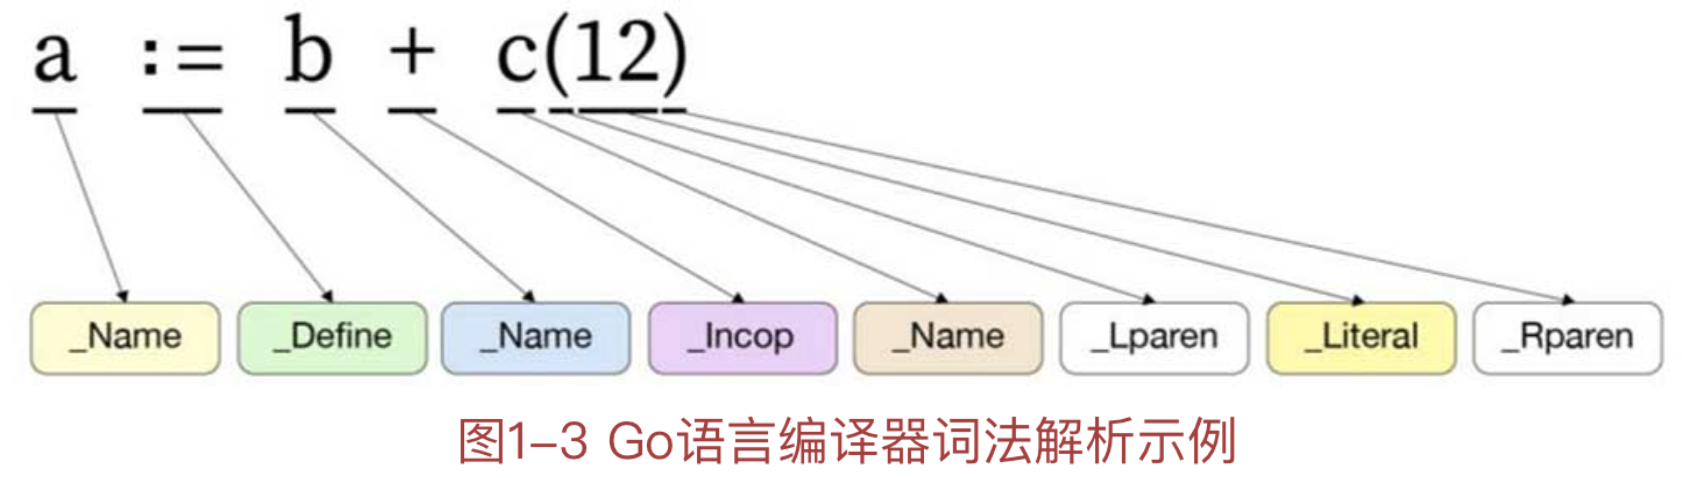 a := b + c(12)
_Name _Define _Name _Incop _Name _Lparen _Literal _Rparen
图1-3 Go语言编译器词法解析示例